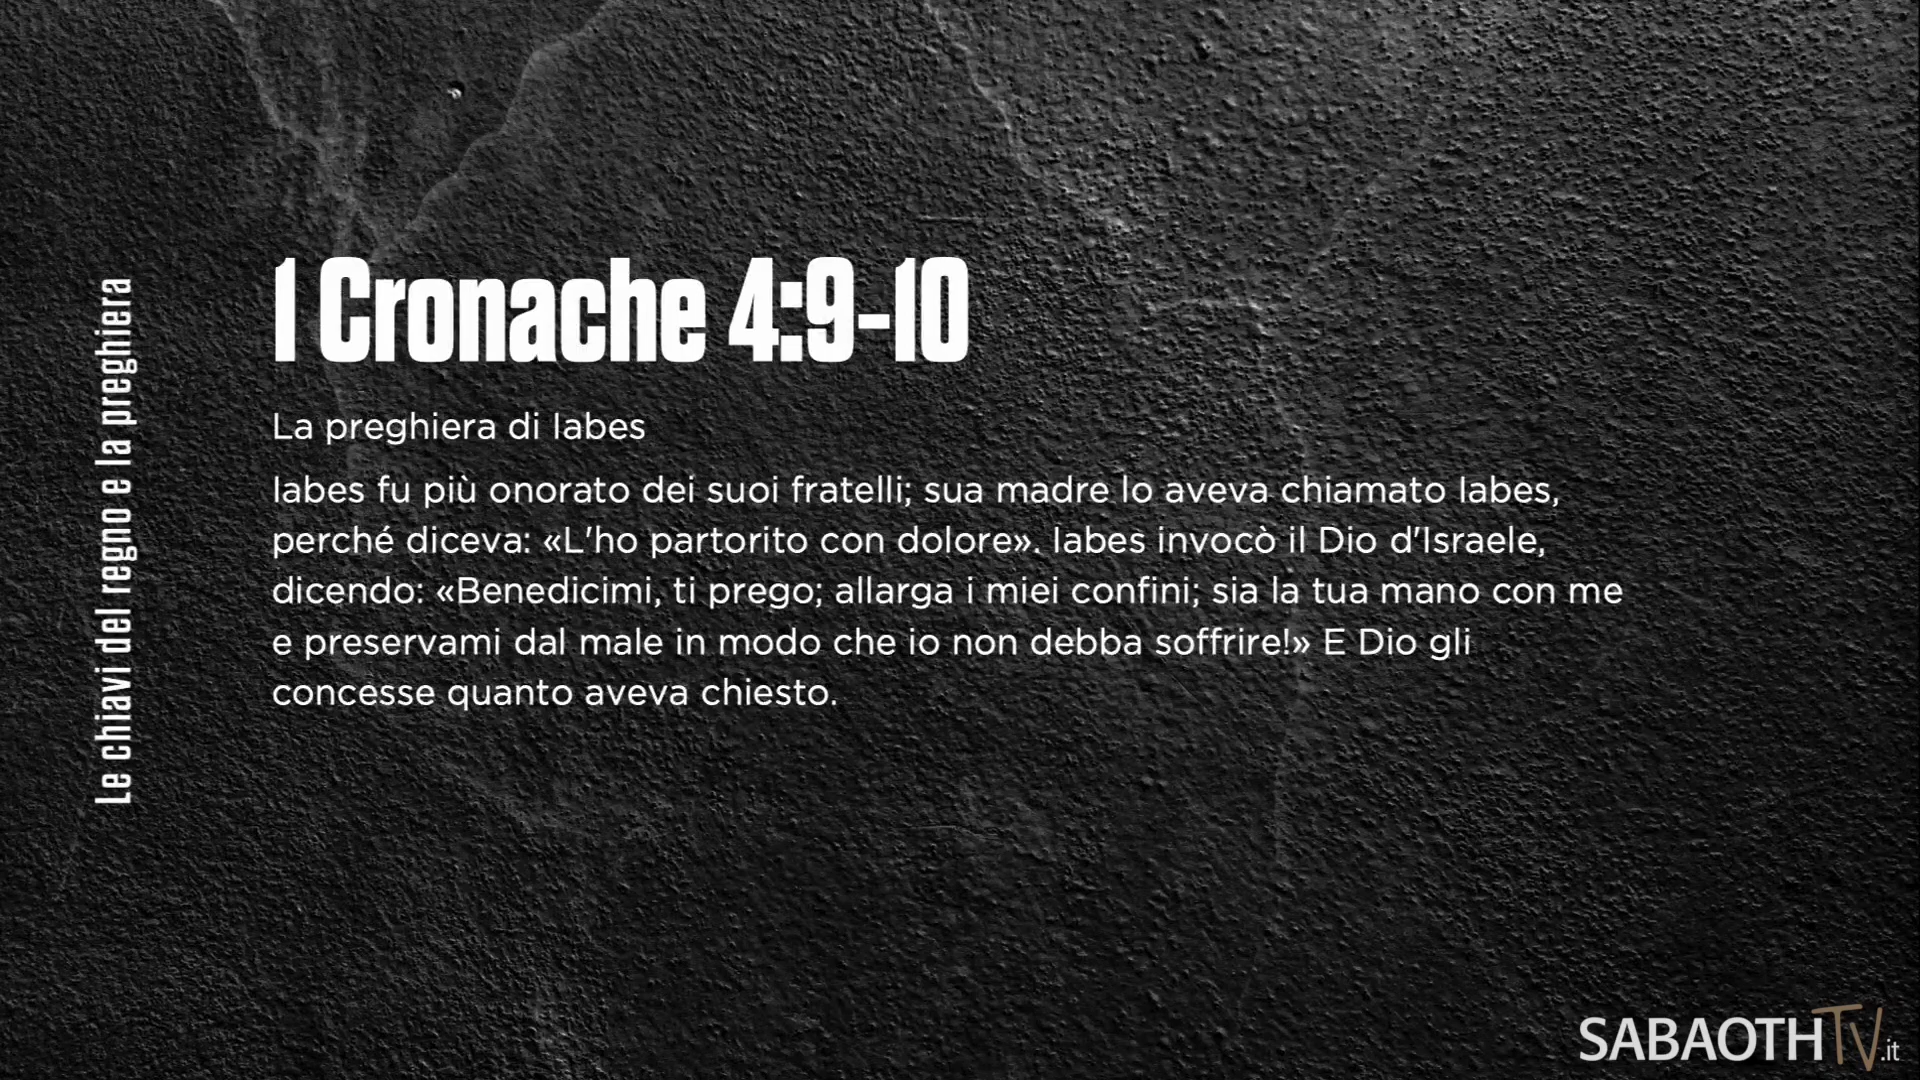 Le chiavi del regno e la preghiera
1 Cronache 4:9-10
La preghiera di Iabes
Iabes fu più onorato dei suoi fratelli; sua madre lo aveva chiamato Iabes,
perché diceva: «L'ho partorito con dolore». Iabes invocò il Dio d'Israele,
dicendo: «Benedicimi, ti prego; allarga i miei confini; sia la tua mano con me
e preservami dal male in modo che io non debba soffrire!» E Dio gli
concesse quanto aveva chiesto.
SABAOTHTV.it